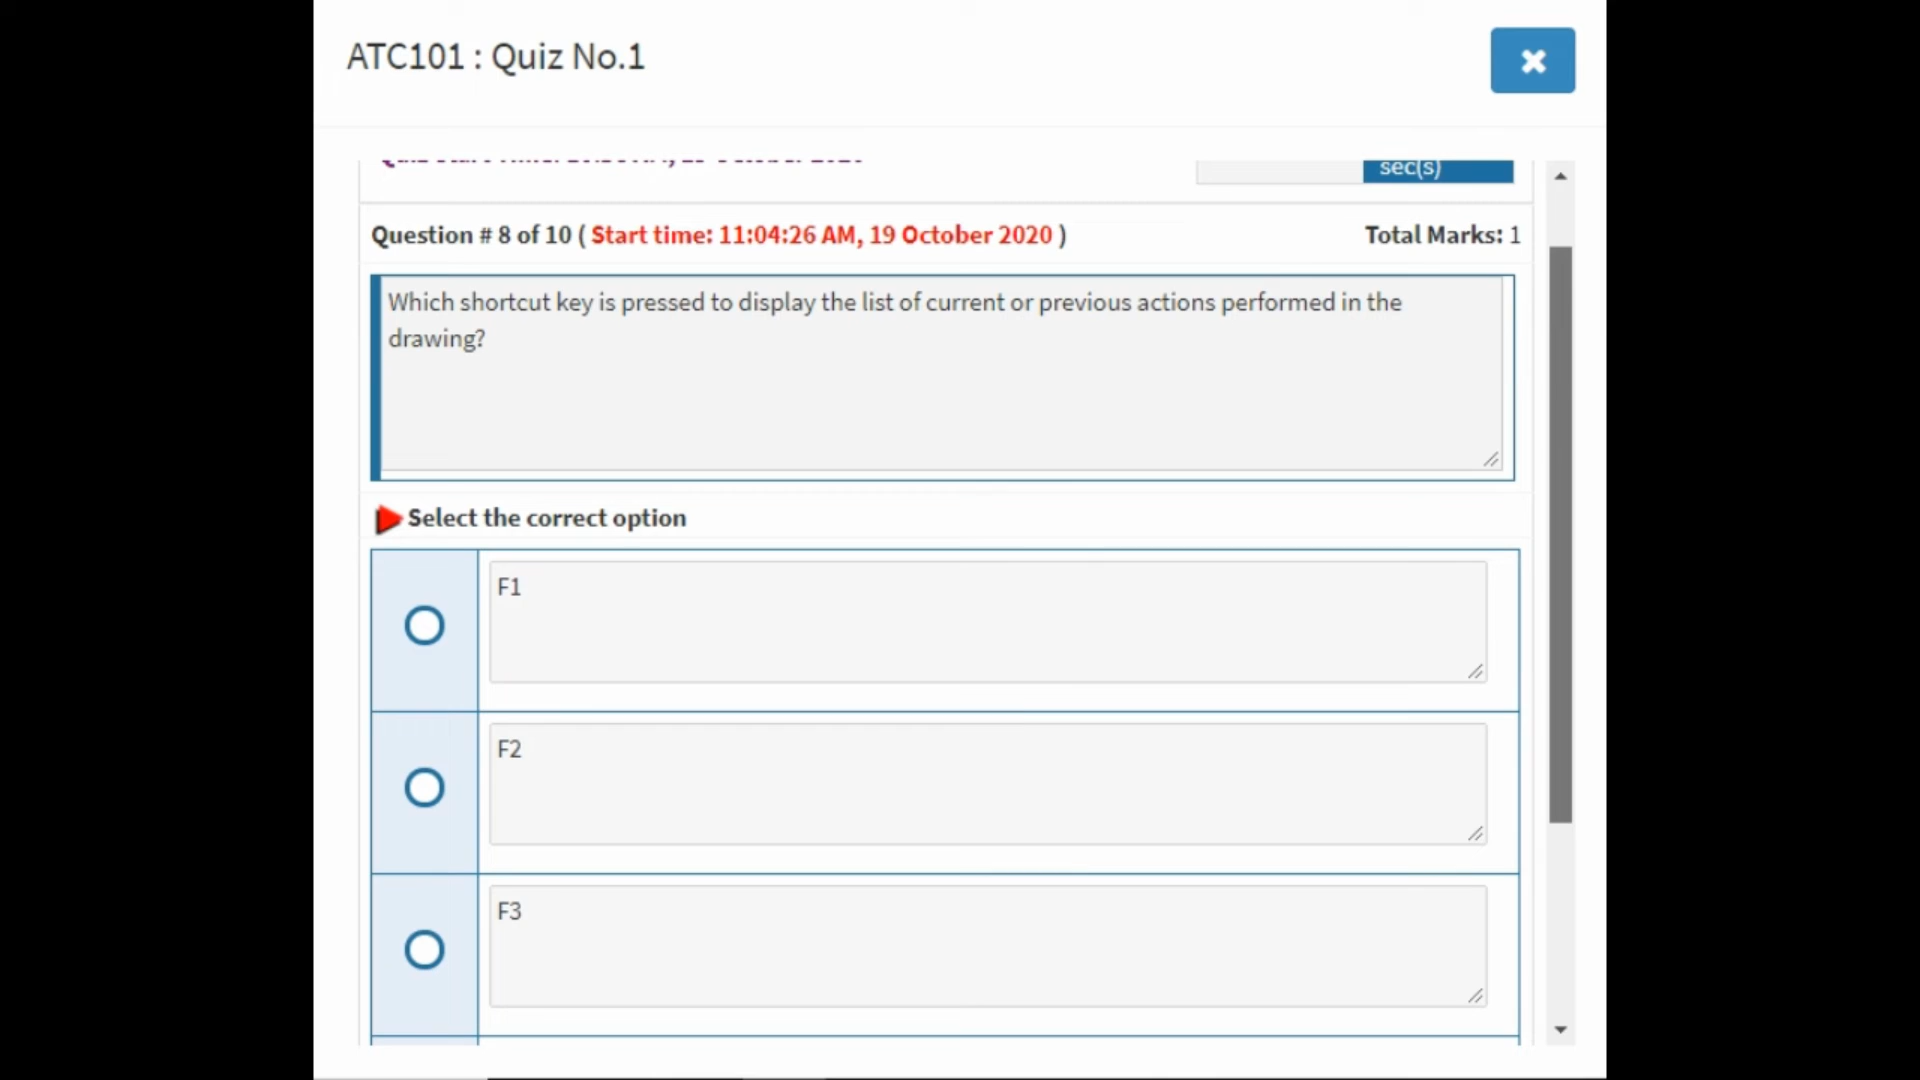 ATC101 : Quiz No.1
sec(s)
Question # 8 of 10 ( Start time: 11:04:26 AM, 19 October 2020 )
Total Marks: 1
Which shortcut key is pressed to display the list of current or previous actions performed in the
drawing?
Select the correct option
F1
F2
F3